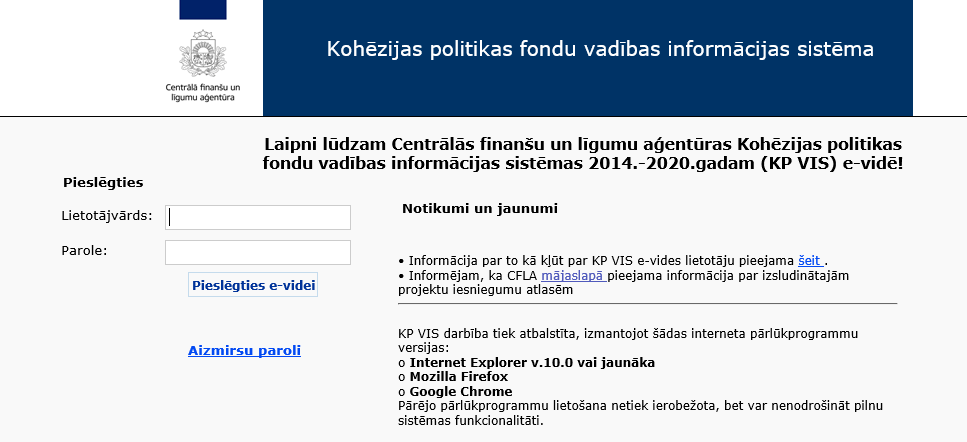 Centrālā finanšu un
līgumu aģentūra
Kohēzijas politikas fondu vadības informācijas sistēma
Laipni lūdzam Centrālās finanšu un līgumu aģentūras Kohēzijas politikas
fondu vadības informācijas sistēmas 2014.-2020.gadam (KP VIS) e-vidē!
Pieslēgties
Lietotājvārds:
Parole:
Pieslēgties e-videi
Aizmirsu paroli
Notikumi un jaunumi
• Informācija par to kā kļūt par KP VIS e-vides lietotāju pieejama šeit .
• Informējam, ka CFLA mājaslapā pieejama informācija par izsludinātajām
projektu iesniegumu atlasēm
KP VIS darbība tiek atbalstīta, izmantojot šādas interneta pārlūkprogrammu
versijas:
o Internet Explorer v.10.0 vai jaunāka
o Mozilla Firefox
o Google Chrome
Pārējo pārlūkprogrammu lietošana netiek ierobežota, bet var nenodrošināt pilnu
sistēmas funkcionalitāti.